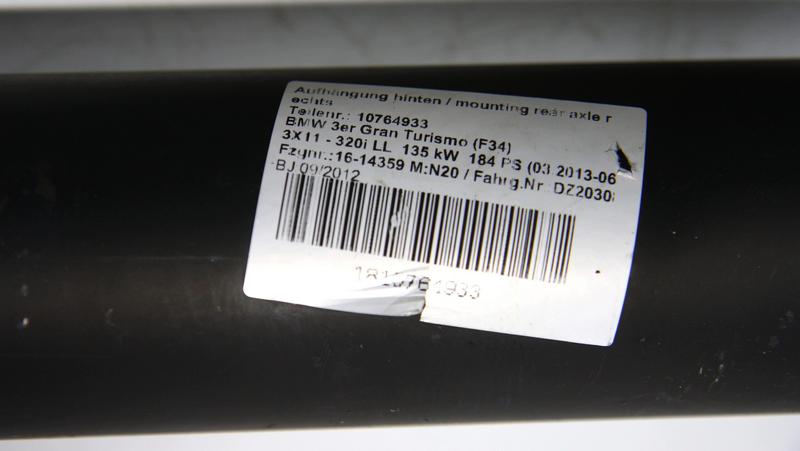 Aufhängung hinten / mounting rear axle r
echts
Teilenr.: 10764933
BMW 3er Gran Turismo (F34)
3X11 - 320i LL 135 kW 184 PS (03.2013-06
Fzgnr.:16-14359 M:N20 / Fahrg.Nr.:DZ2030
BJ 09/2012
1810764933